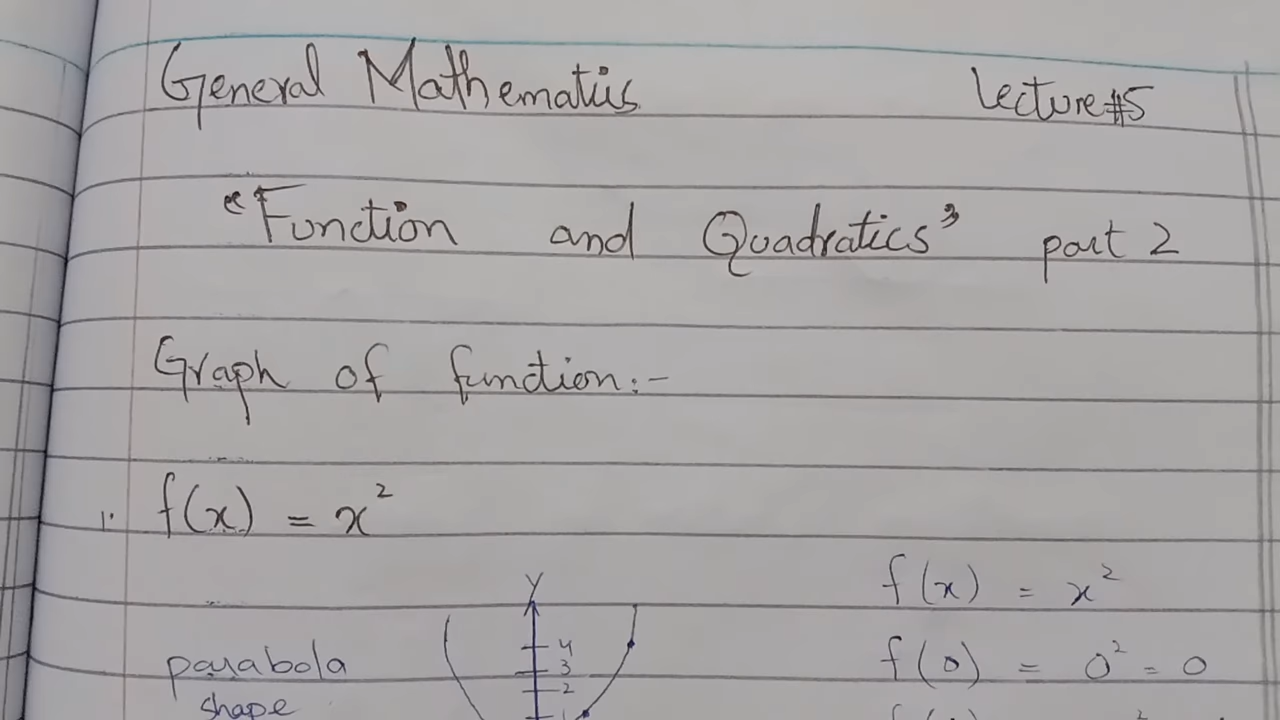 General Mathematics Lecture#5
"Function and Quadratics" part 2
Graph of function:-
1. f(x) = x²
y
f(x) = x²
4
parabola
3
f(0) = 0² = 0
2
shape
1